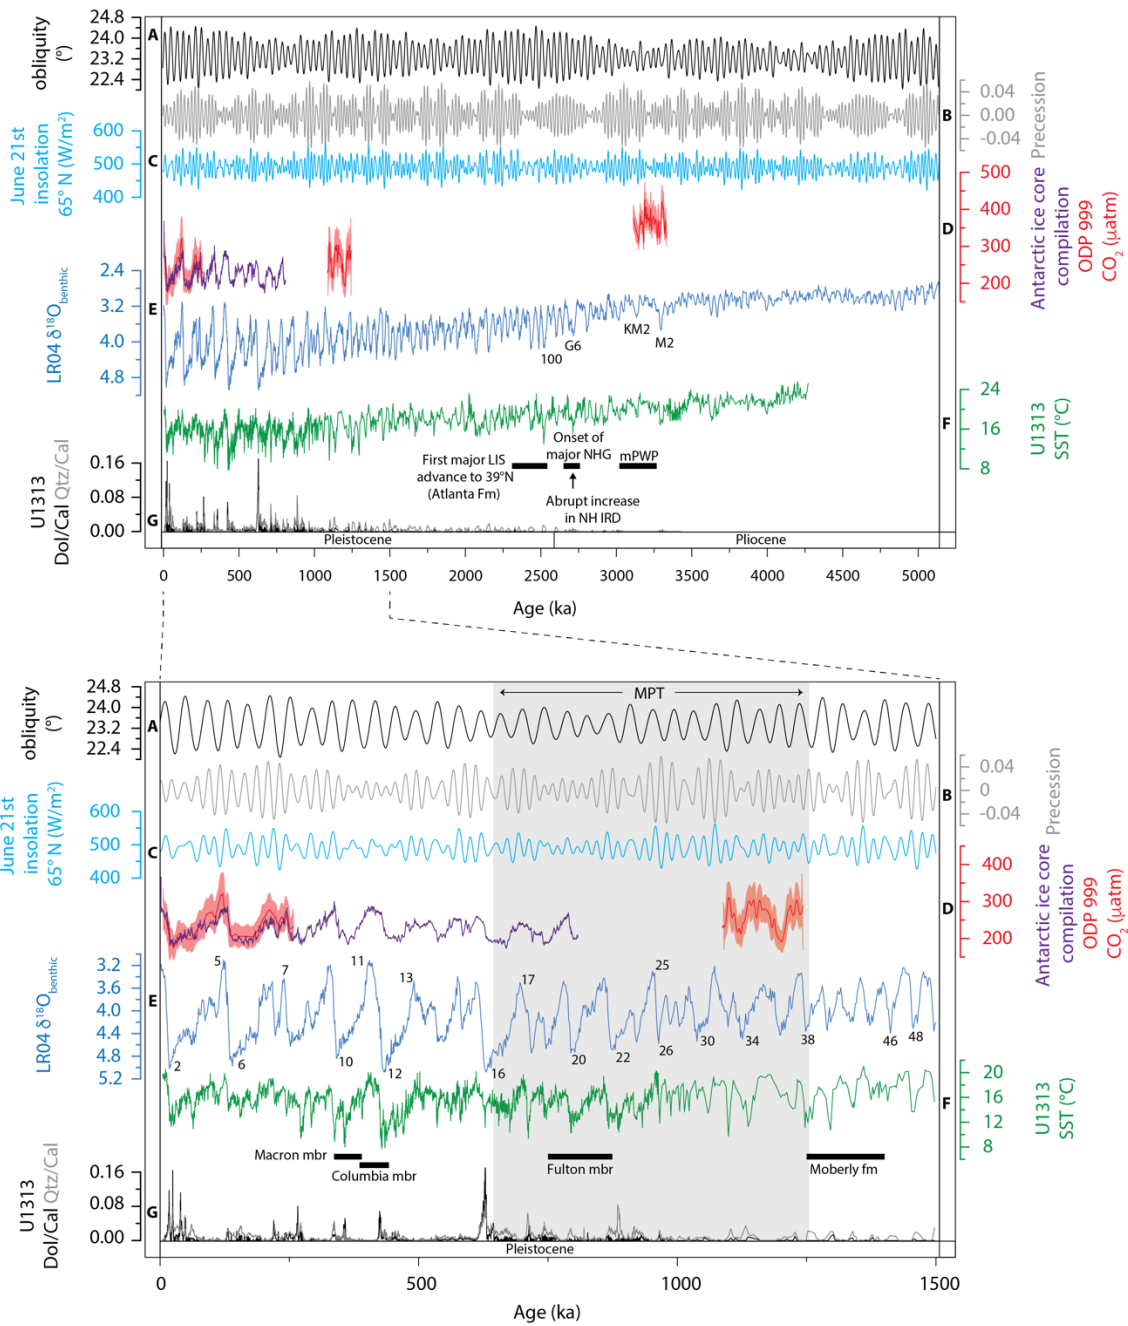 24.8
24.0
23.2
22.4
obliquity
(°)
A
0.04
0.00
-0.04
Precession
B
600
500
400
June 21st
insolation
65° N (W/m²)
C
500
400
300
200
Antarctic ice core
compilation
ODP 999
CO₂ (µatm)
D
2.4
3.2
4.0
4.8
LR04 δ¹⁸O benthic
E
KM2
G6
M2
100
24
16
8
U1313
SST (°C)
F
Onset of
major NHG
mPWP
First major LIS
advance to 39°N
(Atlanta Fm)
Abrupt increase
in NH IRD
0.16
0.08
0.00
U1313
Dol/Cal Qtz/Cal
G
Pleistocene
Pliocene
0 500 1000 1500 2000 2500 3000 3500 4000 4500 5000
Age (ka)
MPT
24.8
24.0
23.2
22.4
obliquity
(°)
A
0.04
0
-0.04
Precession
B
600
500
400
June 21st
insolation
65° N (W/m²)
C
400
300
200
Antarctic ice core
compilation
ODP 999
CO₂ (µatm)
D
3.2
3.6
4.0
4.4
4.8
5.2
LR04 δ¹⁸O benthic
E
5 7 11 13 17 25
2 6 10 12 16 20 22 26 30 34 38 46 48
20
16
12
8
U1313
SST (°C)
F
Macron mbr
Columbia mbr
Fulton mbr
Moberly fm
0.16
0.08
0.00
U1313
Dol/Cal Qtz/Cal
G
Pleistocene
0 500 1000 1500
Age (ka)